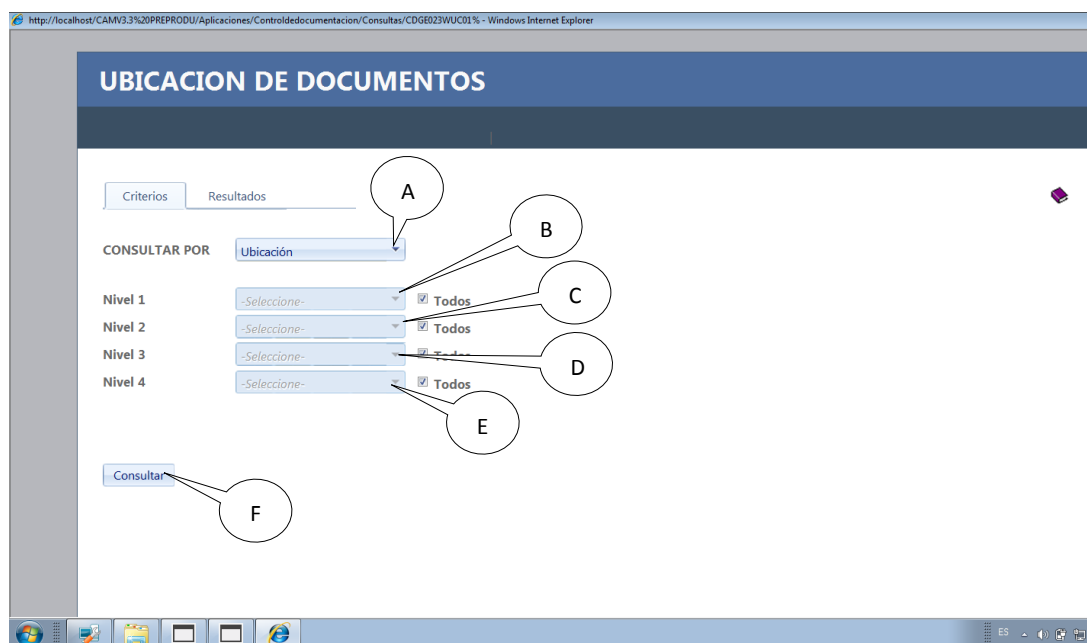 http://localhost/CAMV3.3%20PREPRODU/Aplicaciones/Controldedocumentacion/Consultas/CDGE023WUC01% - Windows Internet Explorer
UBICACION DE DOCUMENTOS
Criterios Resultados
A
CONSULTAR POR Ubicación
B
Nivel 1 -Seleccione- Todos
C
Nivel 2 -Seleccione- Todos
Nivel 3 -Seleccione- Todos
D
Nivel 4 -Seleccione- Todos
E
Consultar
F
ES